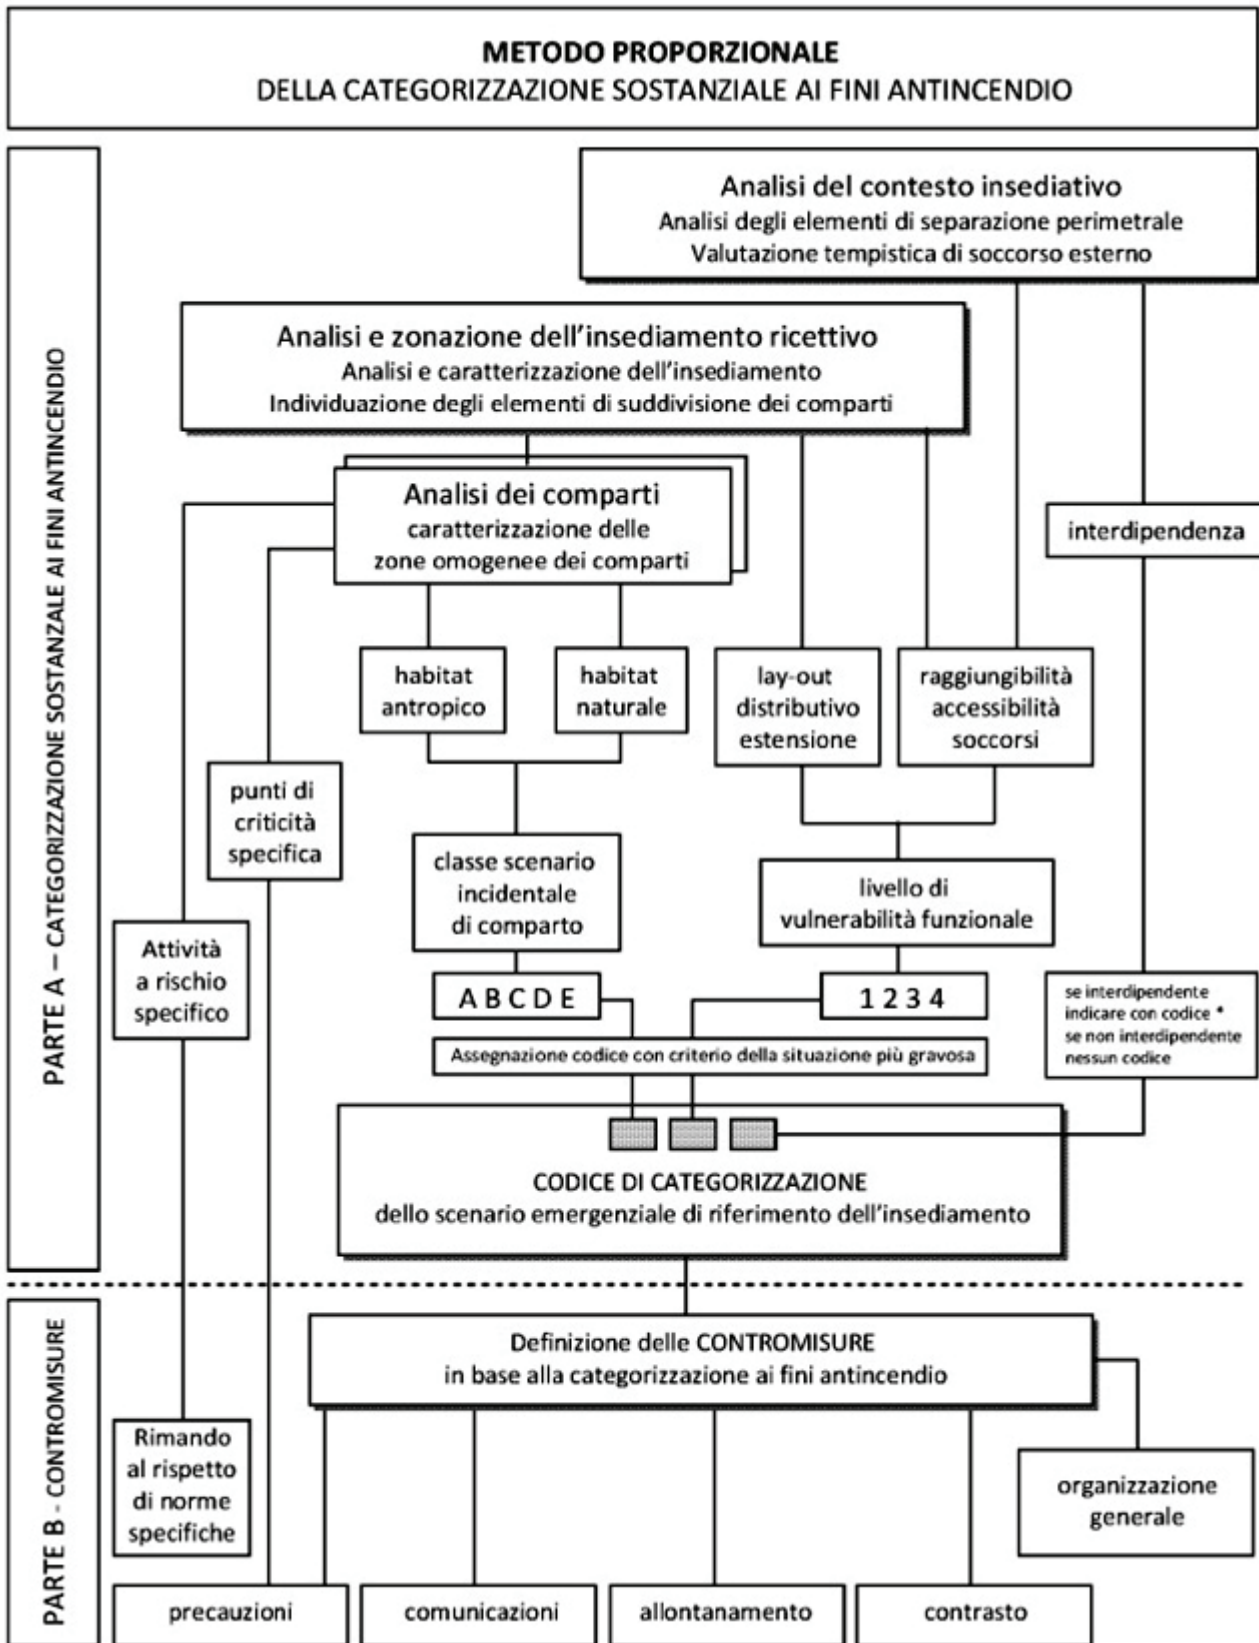 METODO PROPORZIONALE
DELLA CATEGORIZZAZIONE SOSTANZIALE AI FINI ANTINCENDIO
PARTE A – CATEGORIZZAZIONE SOSTANZALE AI FINI ANTINCENDIO
Analisi del contesto insediativo
Analisi degli elementi di separazione perimetrale
Valutazione tempistica di soccorso esterno
Analisi e zonazione dell'insediamento ricettivo
Analisi e caratterizzazione dell'insediamento
Individuazione degli elementi di suddivisione dei comparti
Analisi dei comparti
caratterizzazione delle
zone omogenee dei comparti
interdipendenza
habitat
antropico
habitat
naturale
lay-out
distributivo
estensione
raggiungibilità
accessibilità
soccorsi
punti di
criticità
specifica
classe scenario
incidentale
di comparto
livello di
vulnerabilità funzionale
Attività
a rischio
specifico
A B C D E
1 2 3 4
se interdipendente
indicare con codice *
se non interdipendente
nessun codice
Assegnazione codice con criterio della situazione più gravosa
CODICE DI CATEGORIZZAZIONE
dello scenario emergenziale di riferimento dell'insediamento
PARTE B - CONTROMISURE
Definizione delle CONTROMISURE
in base alla categorizzazione ai fini antincendio
Rimando
al rispetto
di norme
specifiche
organizzazione
generale
precauzioni
comunicazioni
allontanamento
contrasto